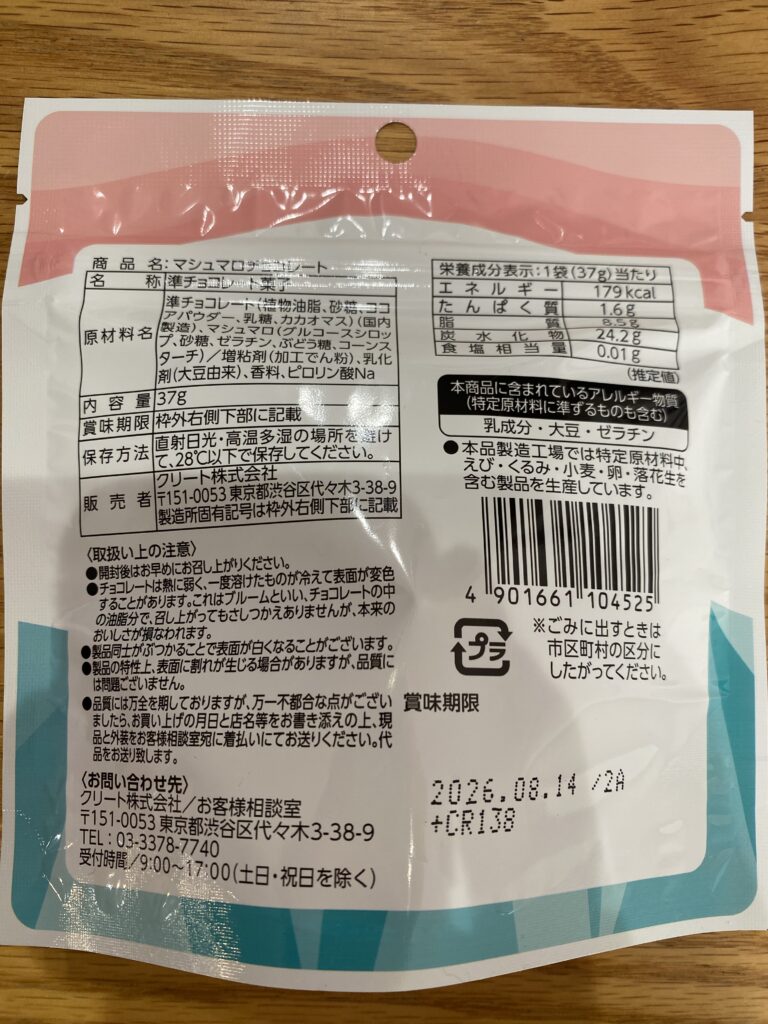 商品名:マシュマロチョコレート
名称 準チョコレート菓子
原材料名 準チョコレート(植物油脂、砂糖、ココ
アパウダー、乳糖、カカオマス)(国内
製造)、マシュマロ(グルコースシロッ
プ、砂糖、ゼラチン、ぶどう糖、コーンス
ターチ)/増粘剤(加工でん粉)、乳化
剤(大豆由来)、香料、ピロリン酸Na
内容量 37g
賞味期限 枠外右側下部に記載
保存方法 直射日光・高温多湿の場所を避け
て、28℃以下で保存してください。
販売者 クリート株式会社
〒151-0053 東京都渋谷区代々木3-38-9
製造所固有記号は枠外右側下部に記載
〈取扱い上の注意〉
●開封後はお早めにお召し上がりください。
●チョコレートは熱に弱く、一度溶けたものが冷えて表面が変色
することがあります。これはブルームといい、チョコレートの中
の油脂分で、召し上がってもさしつかえありませんが、本来の
おいしさが損なわれます。
●製品同士がぶつかることで表面が白くなることがございます。
●製品の特性上、表面に割れが生じる場合がありますが、品質に
は問題ございません。
●品質には万全を期しておりますが、万一不都合な点がござい
ましたら、お買い上げの月日と店名等をお書き添えの上、現
品と外装をお客様相談室宛に着払いにてお送りください。代
品をお送り致します。
〈お問い合わせ先〉
クリート株式会社/お客様相談室
〒151-0053 東京都渋谷区代々木3-38-9
TEL:03-3378-7740
受付時間/9:00〜17:00(土日・祝日を除く)
栄養成分表示:1袋(37g)当たり
エネルギー 179kcal
たんぱく質 1.6g
脂質 8.5g
炭水化物 24.2g
食塩相当量 0.01g
(推定値)
本商品に含まれているアレルギー物質
(特定原材料に準ずるものも含む)
乳成分・大豆・ゼラチン
●本品製造工場では特定原材料中、
えび・くるみ・小麦・卵・落花生を
含む製品を生産しています。
4 901661 104525
プラ
※ごみに出すときは
市区町村の区分に
したがってください。
賞味期限
2026.08.14 /2A
+CR138